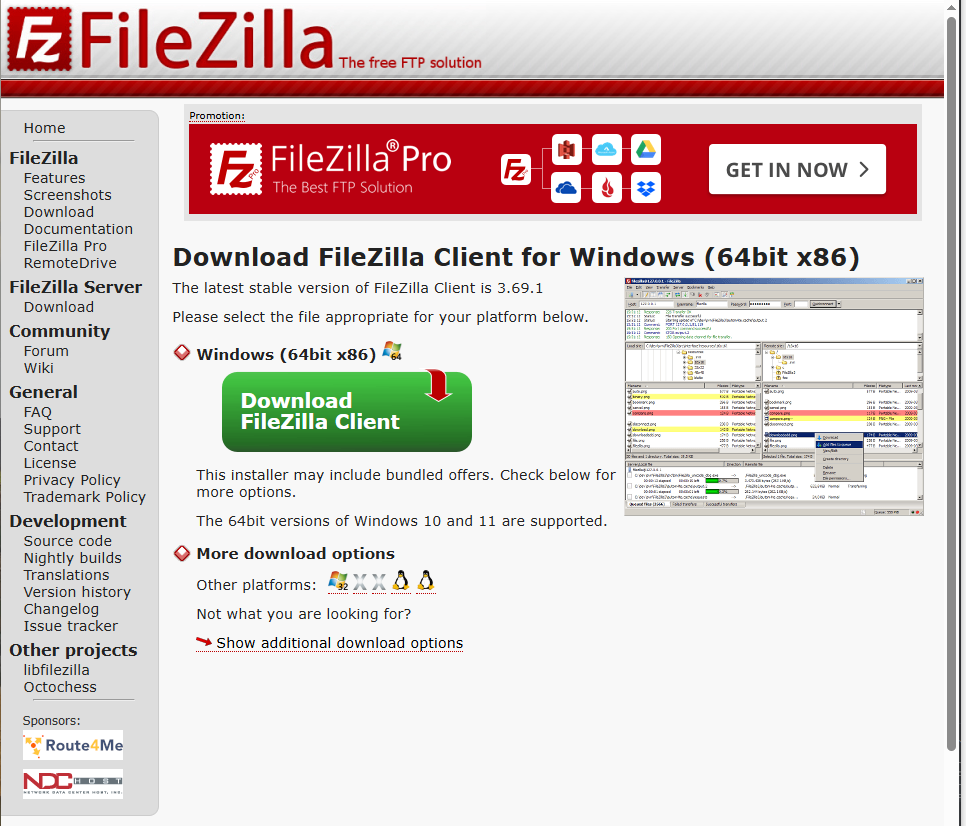 FileZilla The free FTP solution
Home
FileZilla
Features
Screenshots
Download
Documentation
FileZilla Pro
RemoteDrive
FileZilla Server
Download
Community
Forum
Wiki
General
FAQ
Support
Contact
License
Privacy Policy
Trademark Policy
Development
Source code
Nightly builds
Translations
Version history
Changelog
Issue tracker
Other projects
libfilezilla
Octochess
Sponsors:
Route4Me
NDC HOST
NETWORK DATA CENTER HOST, INC.
Promotion:
FileZilla® Pro
The Best FTP Solution
GET IN NOW
Download FileZilla Client for Windows (64bit x86)
The latest stable version of FileZilla Client is 3.69.1
Please select the file appropriate for your platform below.
Windows (64bit x86) 64
Download
FileZilla Client
This installer may include bundled offers. Check below for
more options.
The 64bit versions of Windows 10 and 11 are supported.
More download options
Other platforms: 32
Not what you are looking for?
Show additional download options